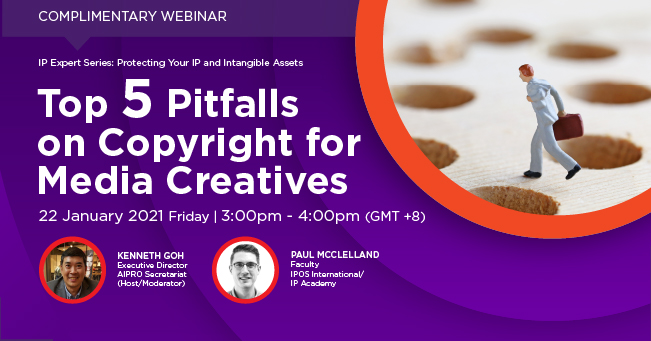 COMPLIMENTARY WEBINAR
IP Expert Series: Protecting Your IP and Intangible Assets
Top 5 Pitfalls
on Copyright for
Media Creatives
22 January 2021 Friday | 3:00pm - 4:00pm (GMT +8)
KENNETH GOH
Executive Director
AIPRO Secretariat
(Host/Moderator)
PAUL MCCLELLAND
Faculty
IPOS International/
IP Academy